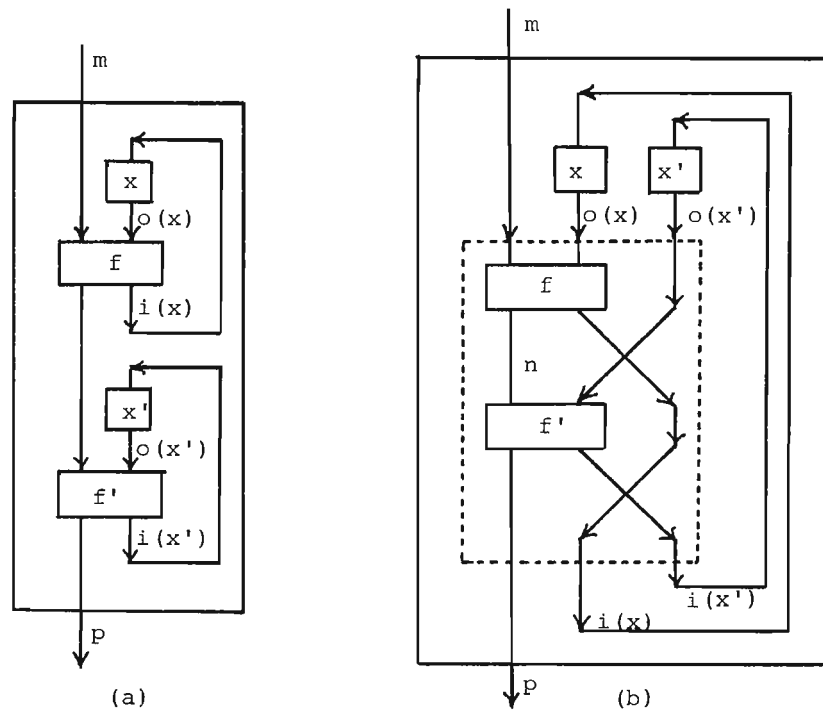 m
x
o(x)
f
i(x)
x'
o(x')
f'
i(x')
p
(a)
m
x x'
o(x) o(x')
f
n
f'
i(x')
i(x)
p
(b)